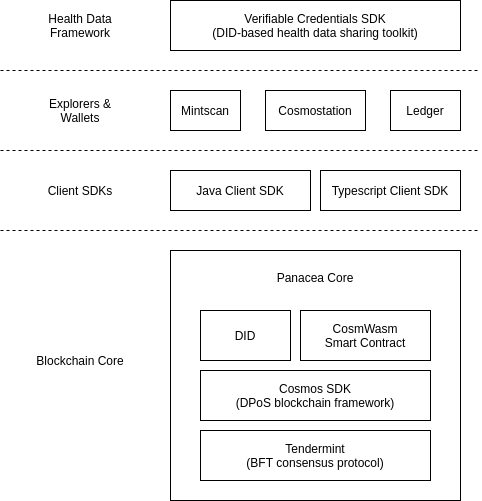 Health Data
Framework
Verifiable Credentials SDK
(DID-based health data sharing toolkit)
Explorers &
Wallets
Mintscan
Cosmostation
Ledger
Client SDKs
Java Client SDK
Typescript Client SDK
Blockchain Core
Panacea Core
DID
CosmWasm
Smart Contract
Cosmos SDK
(DPoS blockchain framework)
Tendermint
(BFT consensus protocol)